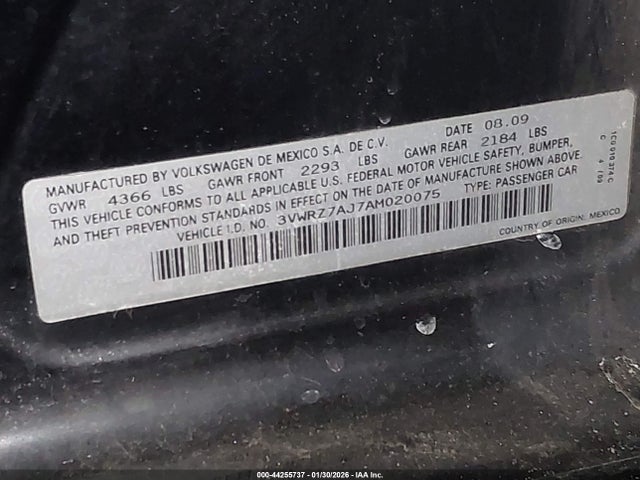 MANUFACTURED BY VOLKSWAGEN DE MEXICO S.A. DE C.V. DATE 08.09
GVWR 4366 LBS GAWR FRONT 2293 LBS GAWR REAR 2184 LBS
THIS VEHICLE CONFORMS TO ALL APPLICABLE U.S. FEDERAL MOTOR VEHICLE SAFETY, BUMPER,
AND THEFT PREVENTION STANDARDS IN EFFECT ON THE DATE OF MANUFACTURE SHOWN ABOVE.
VEHICLE I.D. NO. 3VWRZ7AJ7AM020075 TYPE: PASSENGER CAR
COUNTRY OF ORIGIN: MEXICO
1C0 010 374 C
000-44255737 - 01/30/2026 - IAA Inc.